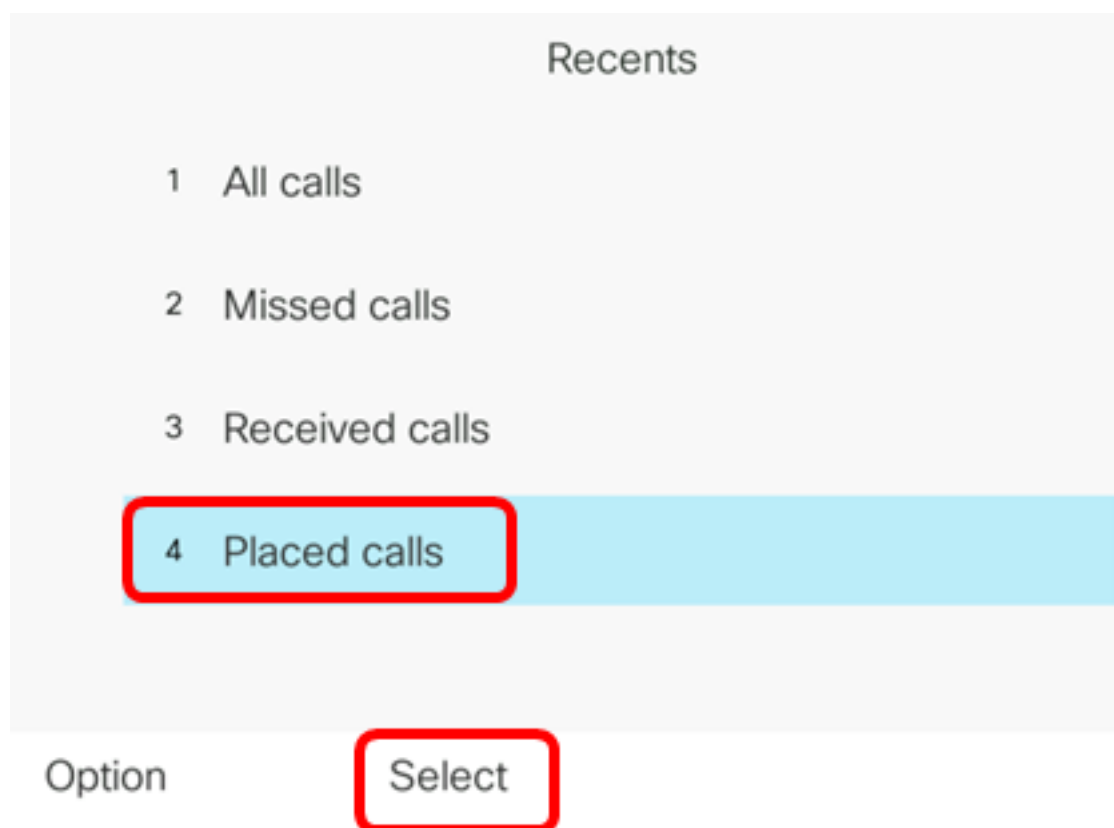 Recents
1 All calls
2 Missed calls
3 Received calls
4 Placed calls
Option Select